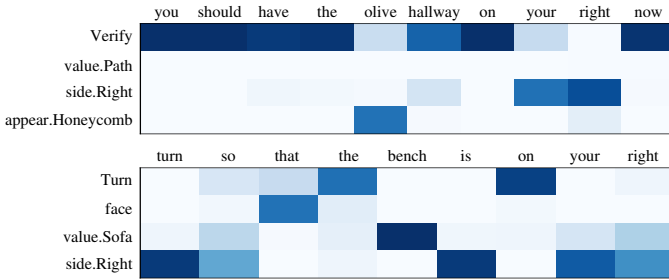 you should have the olive hallway on your right now
Verify
value.Path
side.Right
appear.Honeycomb
turn so that the bench is on your right
Turn
face
value.Sofa
side.Right